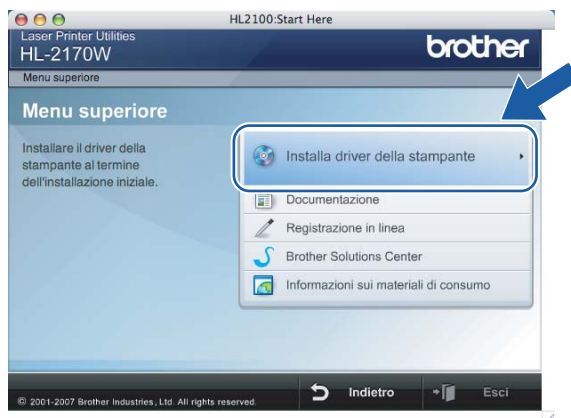 HL2100:Start Here
Laser Printer Utilities
HL-2170W
brother
Menu superiore
Menu superiore
Installare il driver della
stampante al termine
dell'installazione iniziale.
Installa driver della stampante
Documentazione
Registrazione in linea
Brother Solutions Center
Informazioni sui materiali di consumo
© 2001-2007 Brother Industries, Ltd. All rights reserved.
Indietro
Esci